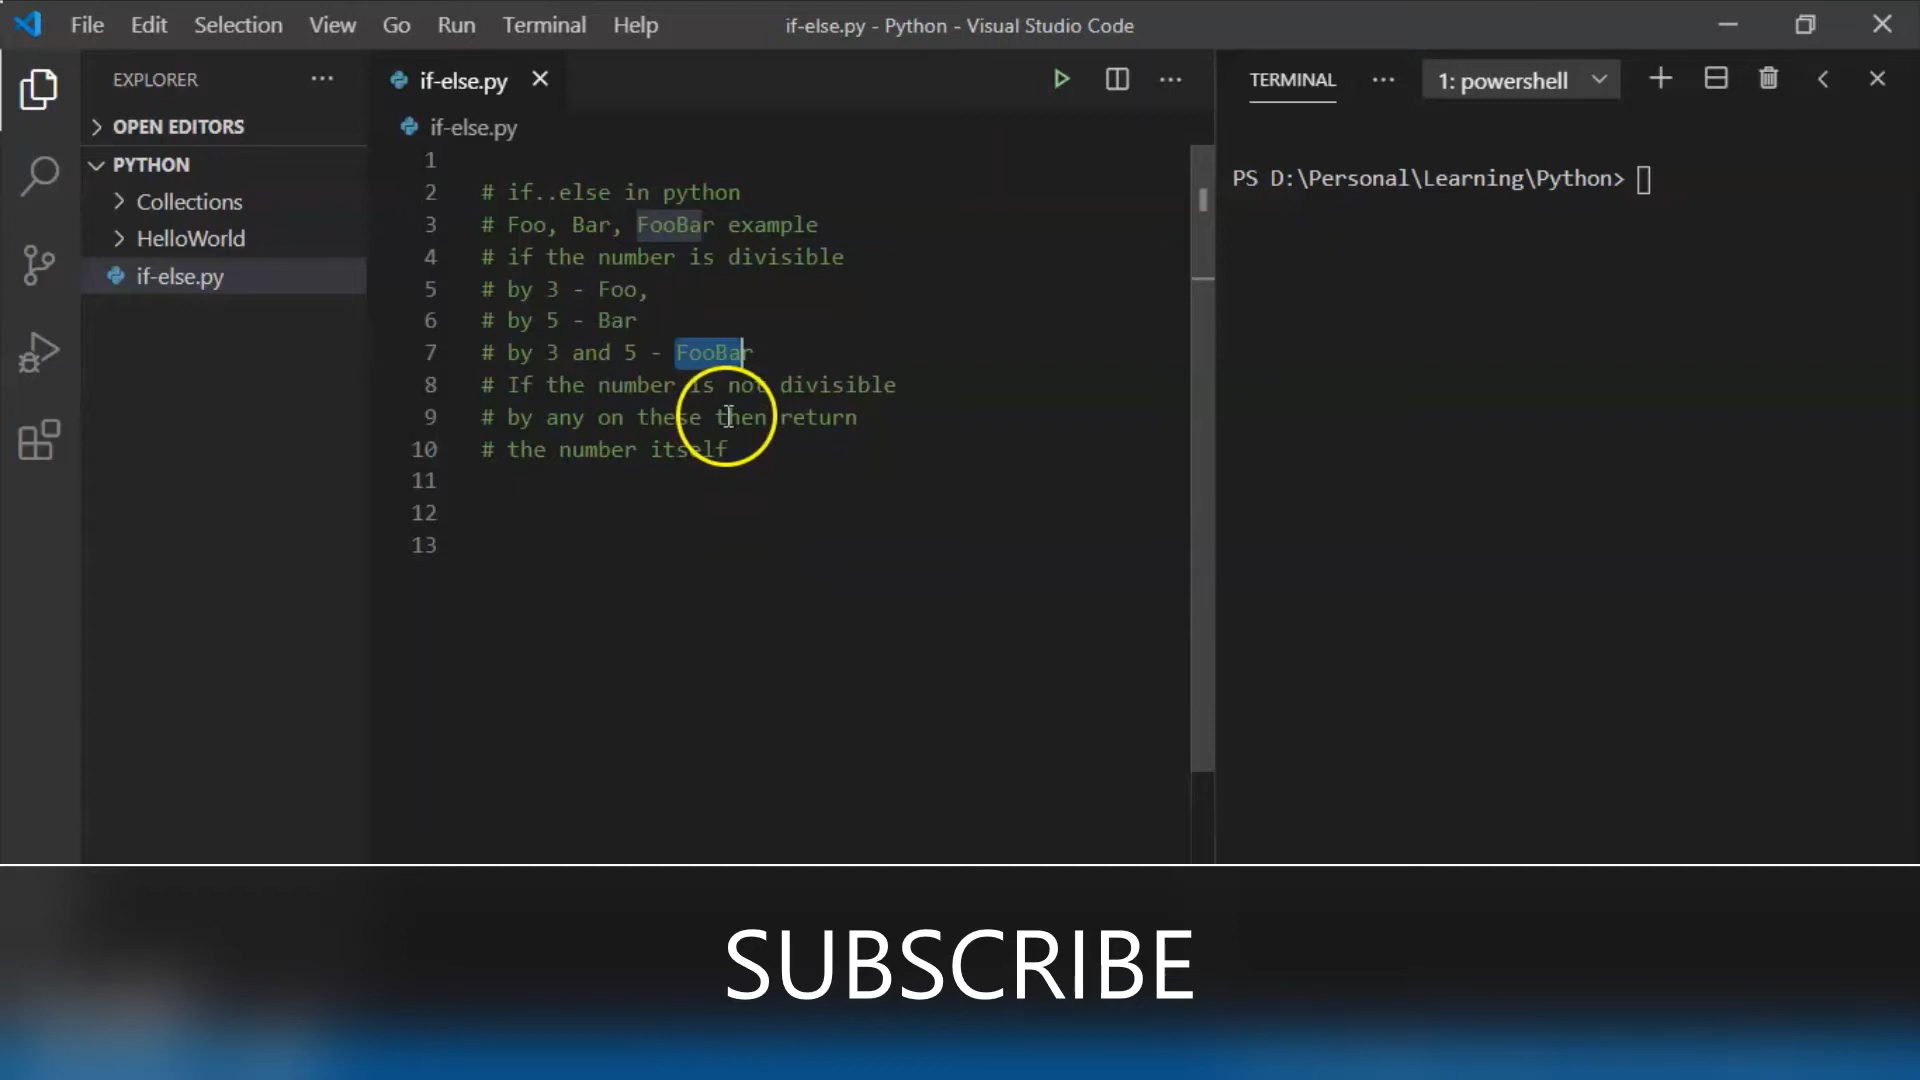 File Edit Selection View Go Run Terminal Help if-else.py - Python - Visual Studio Code
EXPLORER
OPEN EDITORS
PYTHON
Collections
HelloWorld
if-else.py
if-else.py
if-else.py
1
2 # if..else in python
3 # Foo, Bar, FooBar example
4 # if the number is divisible
5 # by 3 - Foo,
6 # by 5 - Bar
7 # by 3 and 5 - FooBar
8 # If the number is not divisible
9 # by any on these then return
10 # the number itself
11
12
13
TERMINAL 1: powershell
PS D:\Personal\Learning\Python>
SUBSCRIBE